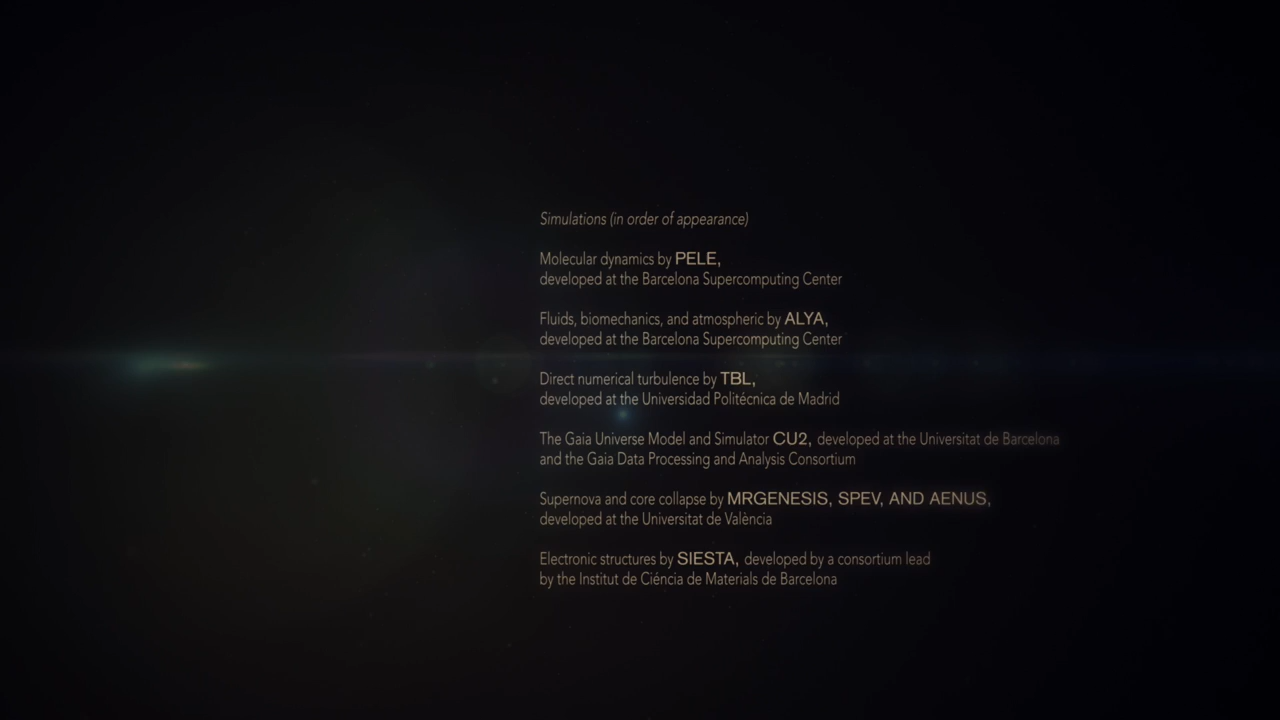 Simulations (in order of appearance)
Molecular dynamics by PELE,
developed at the Barcelona Supercomputing Center
Fluids, biomechanics, and atmospheric by ALYA,
developed at the Barcelona Supercomputing Center
Direct numerical turbulence by TBL,
developed at the Universidad Politécnica de Madrid
The Gaia Universe Model and Simulator CU2, developed at the Universitat de Barcelona
and the Gaia Data Processing and Analysis Consortium
Supernova and core collapse by MRGENESIS, SPEV, AND AENUS,
developed at the Universitat de València
Electronic structures by SIESTA, developed by a consortium lead
by the Institut de Ciéncia de Materials de Barcelona